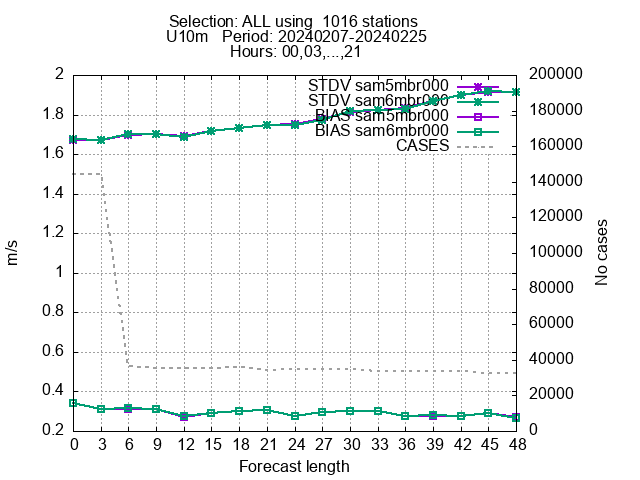 Selection: ALL using  1016 stations
U10m   Period: 20240207-20240225
Hours: 00,03,...,21
2
1.8
1.6
1.4
1.2
1
0.8
0.6
0.4
0.2
m/s
STDV sam5mbr000
STDV sam6mbr000
BIAS sam5mbr000
BIAS sam6mbr000
CASES
200000
180000
160000
140000
120000
100000
80000
60000
40000
20000
0
No cases
0 3 6 9 12 15 18 21 24 27 30 33 36 39 42 45 48
Forecast length